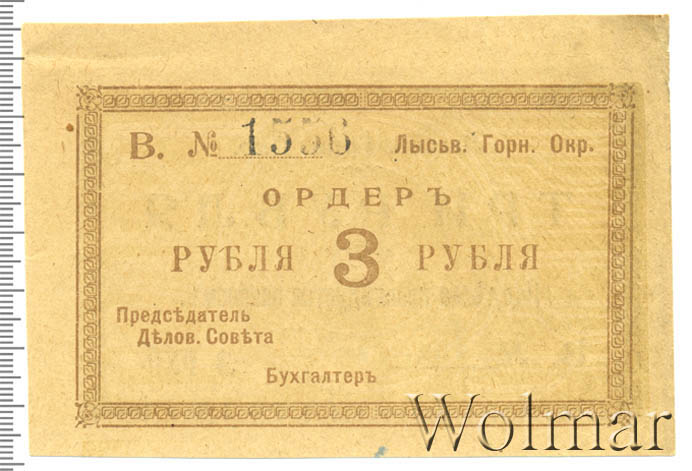 В. № 1556 Лысьв. Горн. Окр.
ОРДЕРЪ
РУБЛЯ 3 РУБЛЯ
Предсѣдатель
Дѣлов. Совѣта
Бухгалтеръ
Wolmar